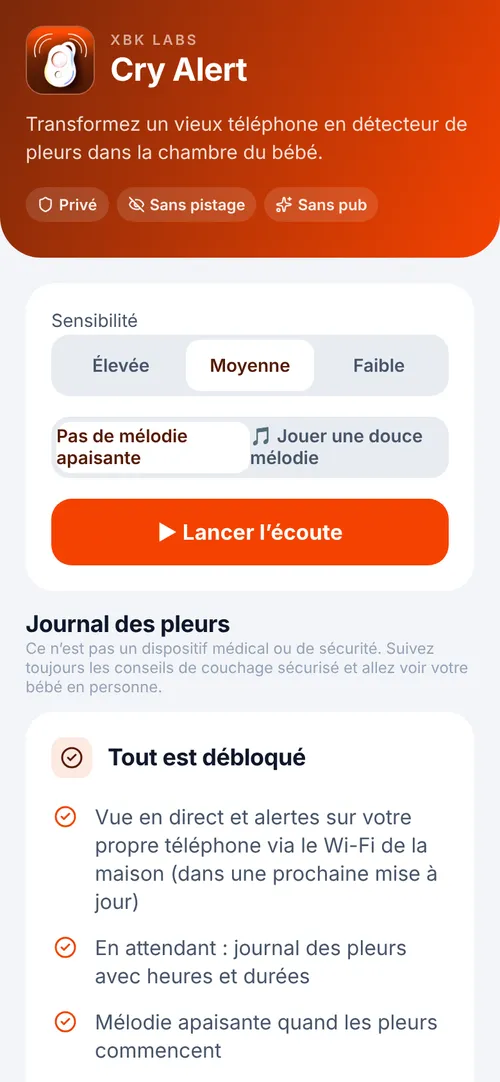 XBK LABS
Cry Alert
Transformez un vieux téléphone en détecteur de
pleurs dans la chambre du bébé.
Privé
Sans pistage
Sans pub
Sensibilité
Élevée
Moyenne
Faible
Pas de mélodie
apaisante
🎵 Jouer une douce
mélodie
▶ Lancer l’écoute
Journal des pleurs
Ce n’est pas un dispositif médical ou de sécurité. Suivez
toujours les conseils de couchage sécurisé et allez voir votre
bébé en personne.
Tout est débloqué
Vue en direct et alertes sur votre
propre téléphone via le Wi-Fi de la
maison (dans une prochaine mise à
jour)
En attendant : journal des pleurs
avec heures et durées
Mélodie apaisante quand les pleurs
commencent